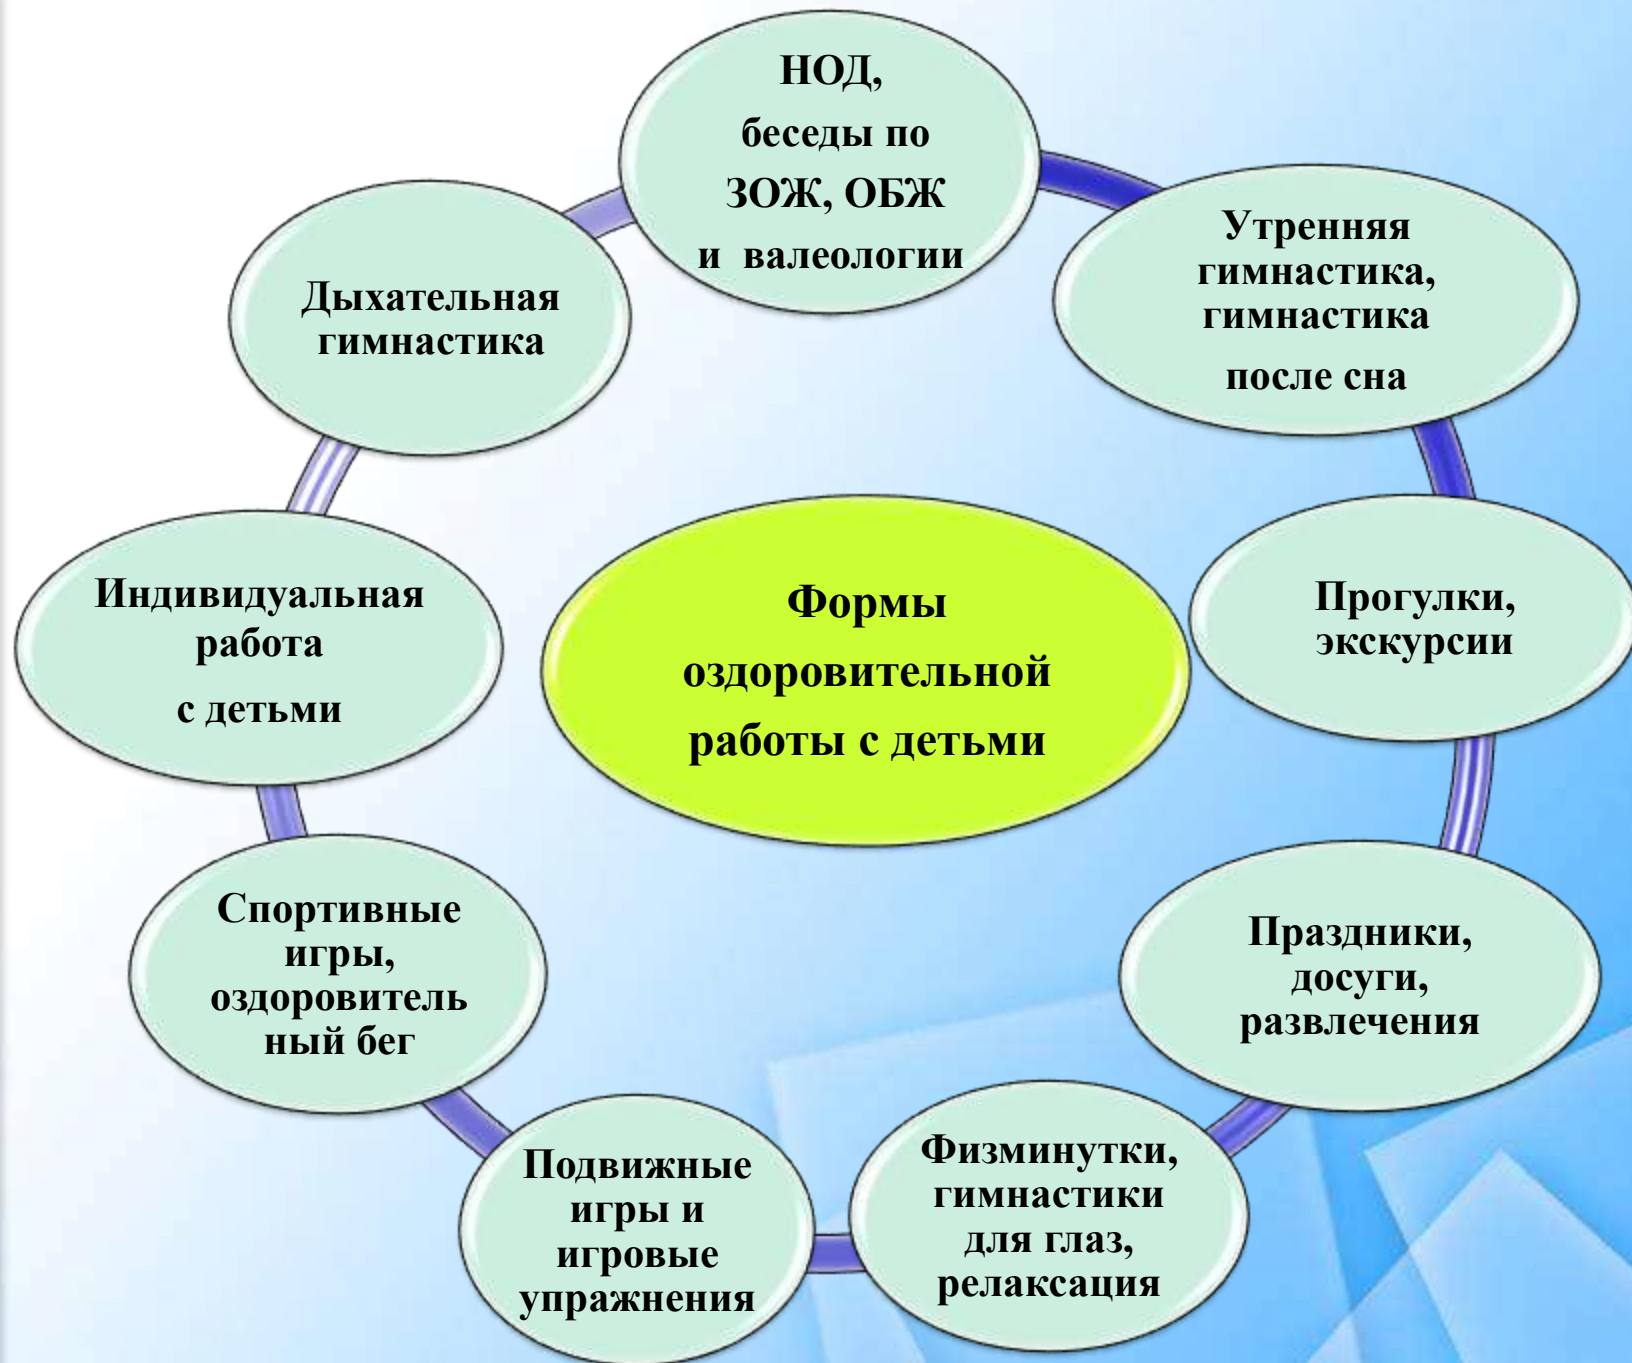 НОД,
беседы по
ЗОЖ, ОБЖ
и валеологии
Утренняя
гимнастика,
гимнастика
после сна
Прогулки,
экскурсии
Праздники,
досуги,
развлечения
Физминутки,
гимнастики
для глаз,
релаксация
Подвижные
игры и
игровые
упражнения
Спортивные
игры,
оздоровитель
ный бег
Индивидуальная
работа
с детьми
Дыхательная
гимнастика
Формы
оздоровительной
работы с детьми